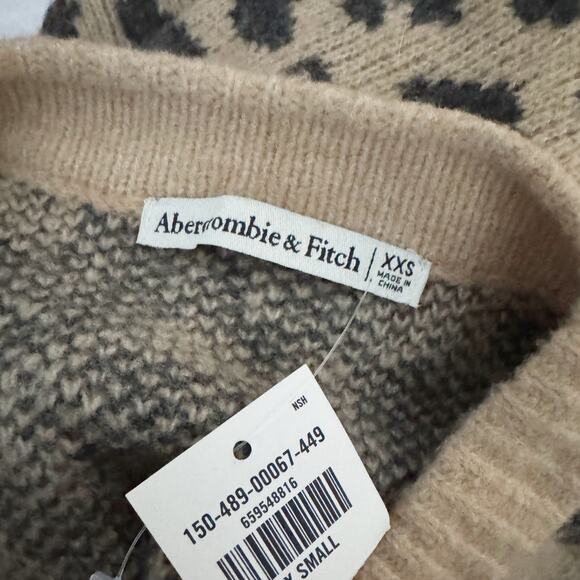 Abercrombie & Fitch
XXS
MADE IN
CHINA
NSH
150-489-00067-449
659548816
SMALL